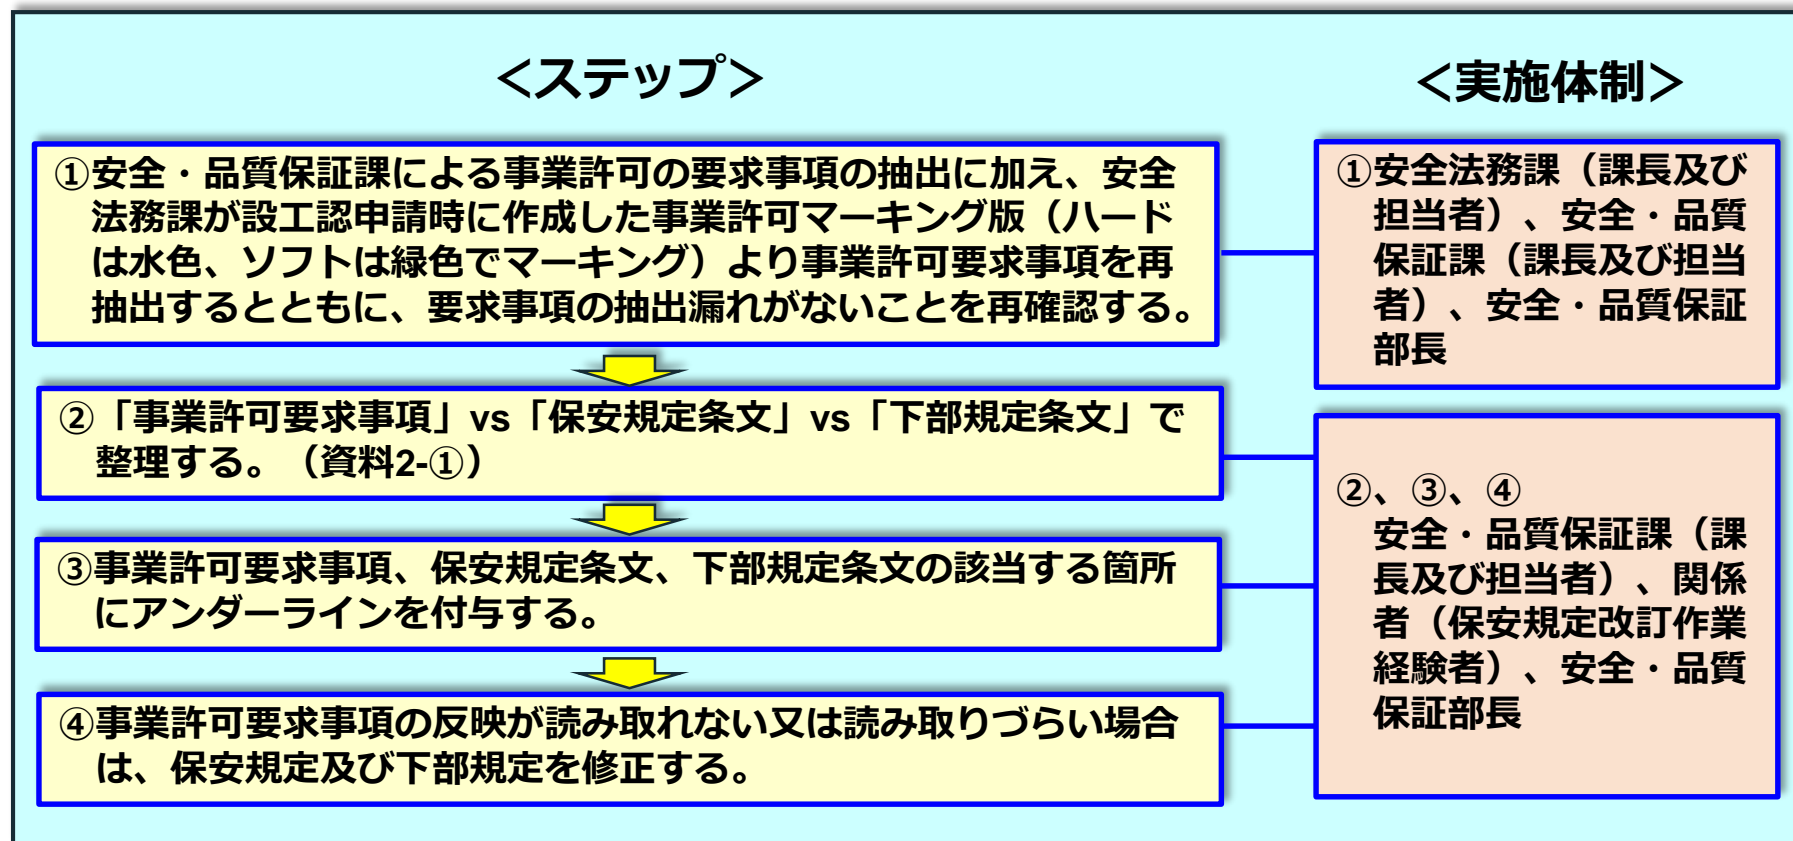 ＜ステップ＞
①安全・品質保証課による事業許可の要求事項の抽出に加え、安全
法務課が設工認申請時に作成した事業許可マーキング版（ハード
は水色、ソフトは緑色でマーキング）より事業許可要求事項を再
抽出するとともに、要求事項の抽出漏れがないことを再確認する。
②「事業許可要求事項」vs「保安規定条文」vs「下部規定条文」で
整理する。（資料2-①）
③事業許可要求事項、保安規定条文、下部規定条文の該当する箇所
にアンダーラインを付与する。
④事業許可要求事項の反映が読み取れない又は読み取りづらい場合
は、保安規定及び下部規定を修正する。
＜実施体制＞
①安全法務課（課長及び
担当者）、安全・品質
保証課（課長及び担当
者）、安全・品質保証
部長
②、③、④
安全・品質保証課（課
長及び担当者）、関係
者（保安規定改訂作業
経験者）、安全・品質
保証部長